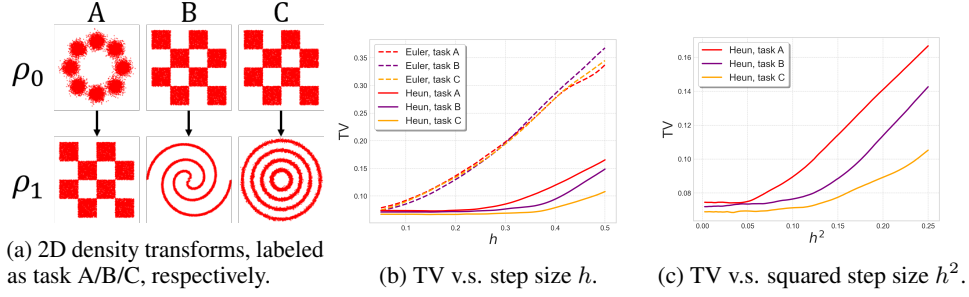 A B C
ρ0
ρ1
(a) 2D density transforms, labeled
as task A/B/C, respectively.
TV
0.35
0.30
0.25
0.20
0.15
0.10
Euler, task A
Euler, task B
Euler, task C
Heun, task A
Heun, task B
Heun, task C
0.1 0.2 0.3 0.4 0.5
h
(b) TV v.s. step size h.
TV
0.16
0.14
0.12
0.10
0.08
0.06
Heun, task A
Heun, task B
Heun, task C
0.00 0.05 0.10 0.15 0.20 0.25
h²
(c) TV v.s. squared step size h².